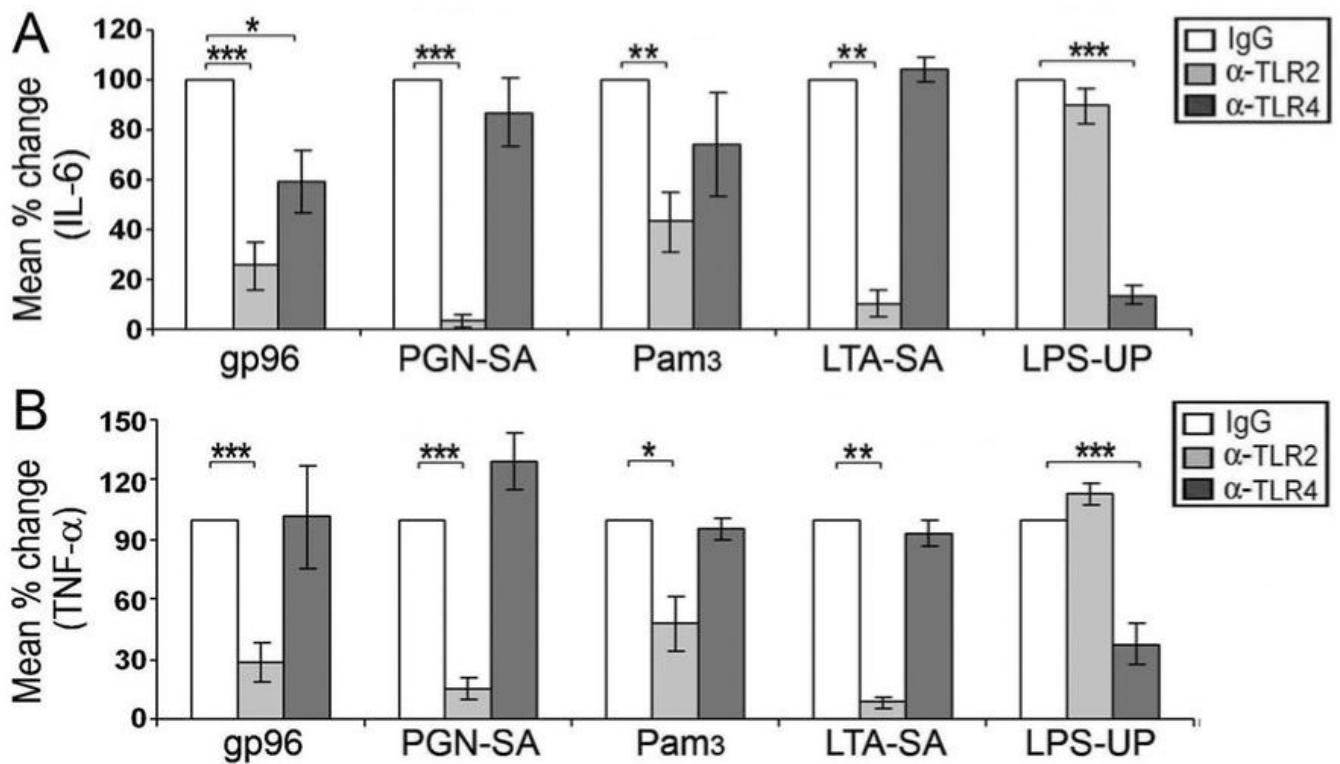 A
Mean % change
(IL-6)
120
100
80
60
40
20
0
*
***
***
**
**
***
IgG
α-TLR2
α-TLR4
gp96
PGN-SA
Pam3
LTA-SA
LPS-UP
B
Mean % change
(TNF-α)
150
120
90
60
30
0
***
***
*
**
***
IgG
α-TLR2
α-TLR4
gp96
PGN-SA
Pam3
LTA-SA
LPS-UP